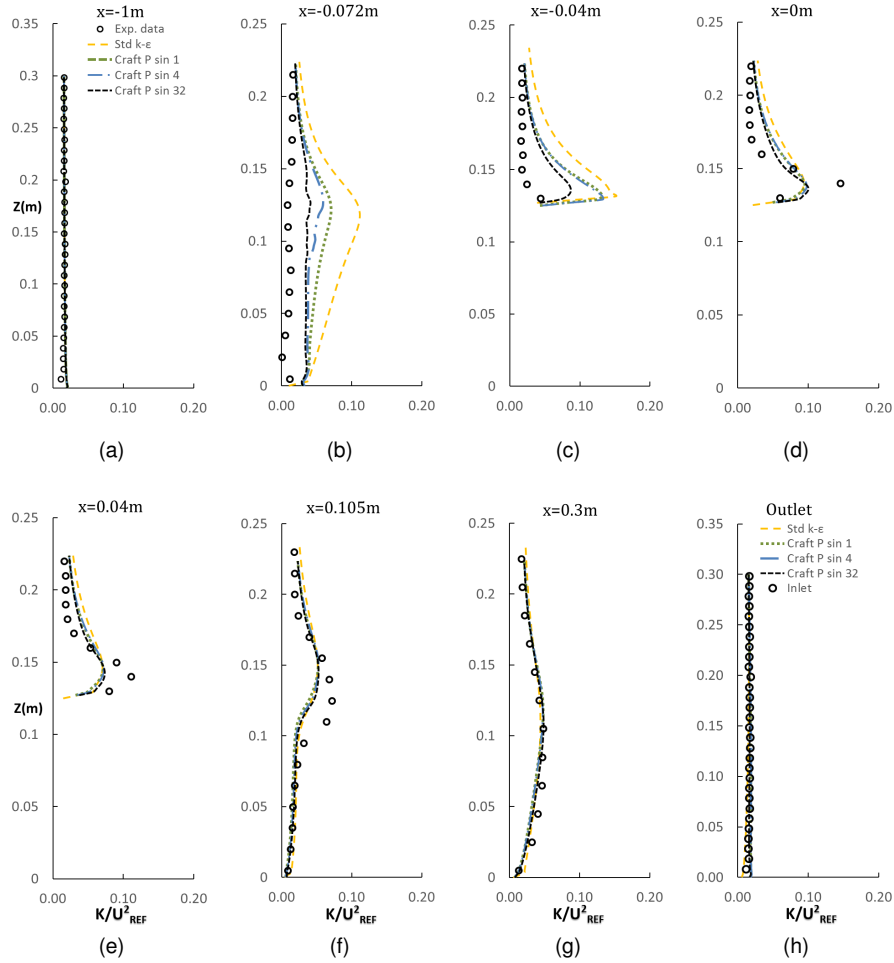 x=-1m
Exp. data
Std k-ε
Craft P sin 1
Craft P sin 4
Craft P sin 32
0.35
0.3
0.25
0.2
Z(m)
0.15
0.1
0.05
0
0.00 0.10 0.20
(a)
x=-0.072m
0.25
0.2
0.15
0.1
0.05
0
0.00 0.10 0.20
(b)
x=-0.04m
0.25
0.2
0.15
0.1
0.05
0
0.00 0.10 0.20
(c)
x=0m
0.25
0.2
0.15
0.1
0.05
0
0.00 0.10 0.20
(d)
x=0.04m
0.25
0.2
0.15
Z(m)
0.1
0.05
0
0.00 0.10 0.20
K/U²REF
(e)
x=0.105m
0.25
0.2
0.15
0.1
0.05
0
0.00 0.10 0.20
K/U²REF
(f)
x=0.3m
0.25
0.2
0.15
0.1
0.05
0
0.00 0.10 0.20
K/U²REF
(g)
Outlet
Std k-ε
Craft P sin 1
Craft P sin 4
Craft P sin 32
Inlet
0.35
0.30
0.25
0.20
0.15
0.10
0.05
0.00
0.00 0.10 0.20
K/U²REF
(h)